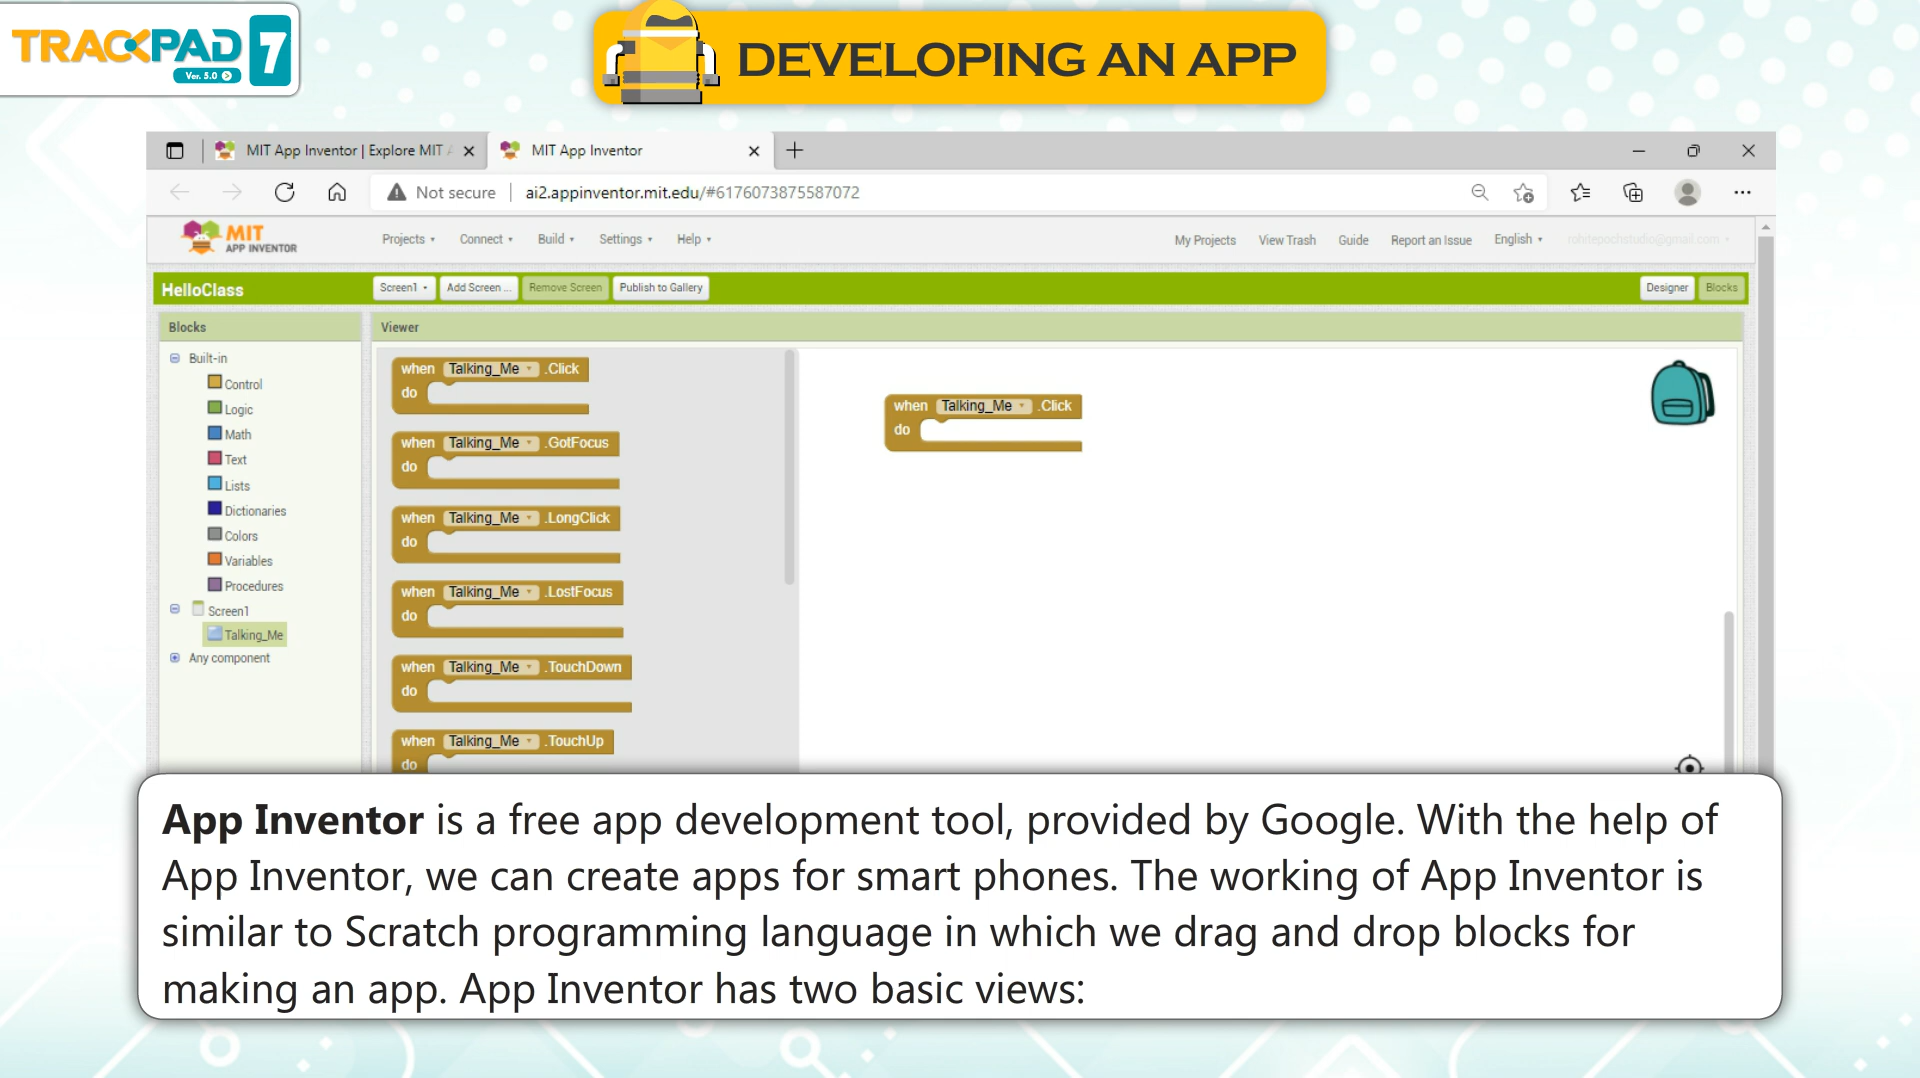 TRACKPAD 7
Ver. 5.0
DEVELOPING AN APP
MIT App Inventor | Explore MIT A
MIT App Inventor
Not secure | ai2.appinventor.mit.edu/#6176073875587072
MIT
APP INVENTOR
Projects Connect Build Settings Help
My Projects View Trash Guide Report an Issue English rohitepochstudio@gmail.com
HelloClass
Screen1 Add Screen ... Remove Screen Publish to Gallery
Designer Blocks
Blocks
Built-in
Control
Logic
Math
Text
Lists
Dictionaries
Colors
Variables
Procedures
Screen1
Talking_Me
Any component
Viewer
when Talking_Me .Click
do
when Talking_Me .GotFocus
do
when Talking_Me .LongClick
do
when Talking_Me .LostFocus
do
when Talking_Me .TouchDown
do
when Talking_Me .TouchUp
do
when Talking_Me .Click
do
App Inventor is a free app development tool, provided by Google. With the help of
App Inventor, we can create apps for smart phones. The working of App Inventor is
similar to Scratch programming language in which we drag and drop blocks for
making an app. App Inventor has two basic views: